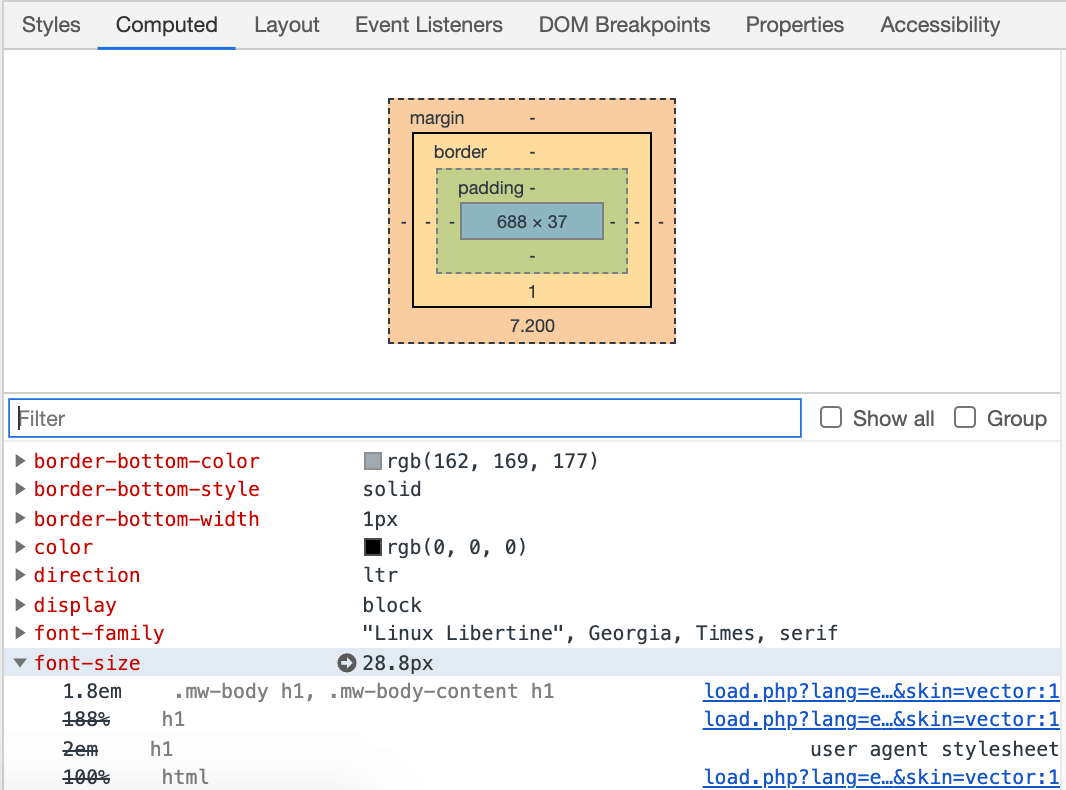 Styles Computed Layout Event Listeners DOM Breakpoints Properties Accessibility
margin -
border -
padding -
- - - 688 × 37 - - -
-
1
7.200
Filter Show all Group
border-bottom-color rgb(162, 169, 177)
border-bottom-style solid
border-bottom-width 1px
color rgb(0, 0, 0)
direction ltr
display block
font-family "Linux Libertine", Georgia, Times, serif
font-size 28.8px
1.8em .mw-body h1, .mw-body-content h1 load.php?lang=e…&skin=vector:1
188% h1 load.php?lang=e…&skin=vector:1
2em h1 user agent stylesheet
100% html load.php?lang=e…&skin=vector:1